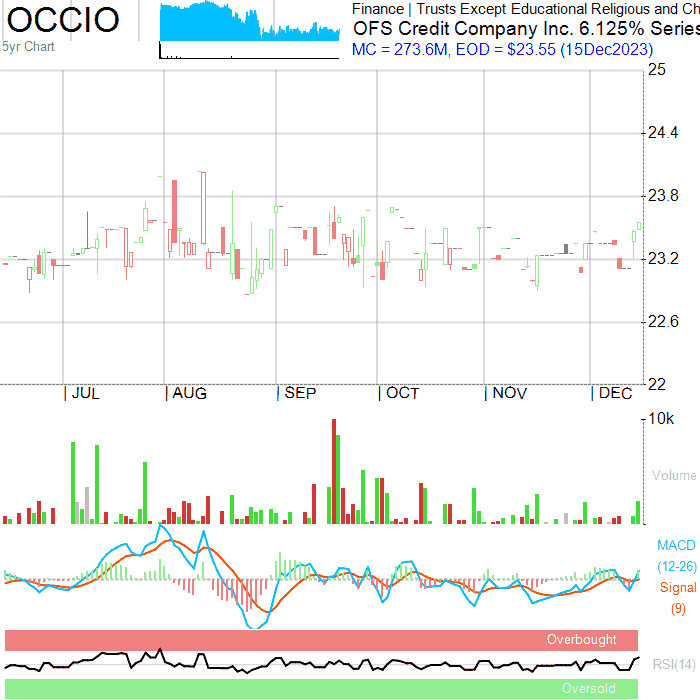 OCCIO
5yr Chart
Finance | Trusts Except Educational Religious and Ch
OFS Credit Company Inc. 6.125% Series
MC = 273.6M, EOD = $23.55 (15Dec2023)
25
24.4
23.8
23.2
22.6
22
| JUL | AUG | SEP | OCT | NOV | DEC
10k
Volume
MACD
(12-26)
Signal
(9)
Overbought
RSI(14)
Oversold